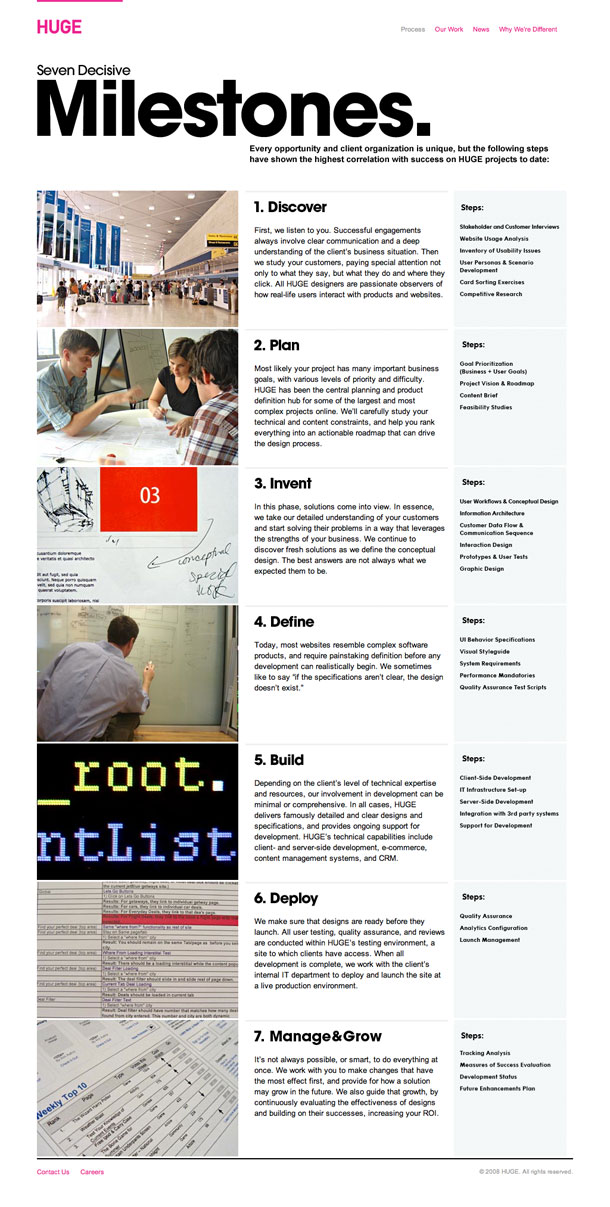 HUGE
Process Our Work News Why We're Different
Seven Decisive
Milestones.
Every opportunity and client organization is unique, but the following steps
have shown the highest correlation with success on HUGE projects to date:
1. Discover
First, we listen to you. Successful engagements
always involve clear communication and a deep
understanding of the client's business situation. Then
we study your customers, paying special attention not
only to what they say, but what they do and where they
click. All HUGE designers are passionate observers of
how real-life users interact with products and websites.
Steps:
Stakeholder and Customer Interviews
Website Usage Analysis
Inventory of Usability Issues
User Personas & Scenario
Development
Card Sorting Exercises
Competitive Research
2. Plan
Most likely your project has many important business
goals, with various levels of priority and difficulty.
HUGE has been the central planning and product
definition hub for some of the largest and most
complex projects online. We'll carefully study your
technical and content constraints, and help you rank
everything into an actionable roadmap that can drive
the design process.
Steps:
Goal Prioritization
(Business + User Goals)
Project Vision & Roadmap
Content Brief
Feasibility Studies
03
conceptual
3. Invent
In this phase, solutions come into view. In essence,
we take our detailed understanding of your customers
and start solving their problems in a way that leverages
the strengths of your business. We continue to
discover fresh solutions as we define the conceptual
design. The best answers are not always what we
expected them to be.
Steps:
User Workflows & Conceptual Design
Information Architecture
Customer Data Flow &
Communication Sequence
Interaction Design
Prototypes & User Tests
Graphic Design
4. Define
Today, most websites resemble complex software
products, and require painstaking definition before any
development can realistically begin. We sometimes
like to say "if the specifications aren't clear, the design
doesn't exist."
Steps:
UI Behavior Specifications
Visual Styleguide
System Requirements
Performance Mandatories
Quality Assurance Test Scripts
_root.
ntList
5. Build
Depending on the client's level of technical expertise
and resources, our involvement in development can be
minimal or comprehensive. In all cases, HUGE
delivers famously detailed and clear designs and
specifications, and provides ongoing support for
development. HUGE's technical capabilities include
client- and server-side development, e-commerce,
content management systems, and CRM.
Steps:
Client-Side Development
IT Infrastructure Set-up
Server-Side Development
Integration with 3rd party systems
Support for Development
6. Deploy
We make sure that designs are ready before they
launch. All user testing, quality assurance, and reviews
are conducted within HUGE's testing environment, a
site to which clients have access. When all
development is complete, we work with the client's
internal IT department to deploy and launch the site at
a live production environment.
Steps:
Quality Assurance
Analytics Configuration
Launch Management
Weekly Top 10
Rank
Page
7. Manage&Grow
It's not always possible, or smart, to do everything at
once. We work with you to make changes that have
the most effect first, and provide for how a solution
may grow in the future. We also guide that growth, by
continuously evaluating the effectiveness of designs
and building on their successes, increasing your ROI.
Steps:
Tracking Analysis
Measures of Success Evaluation
Development Status
Future Enhancements Plan
Contact Us Careers
© 2008 HUGE. All rights reserved.